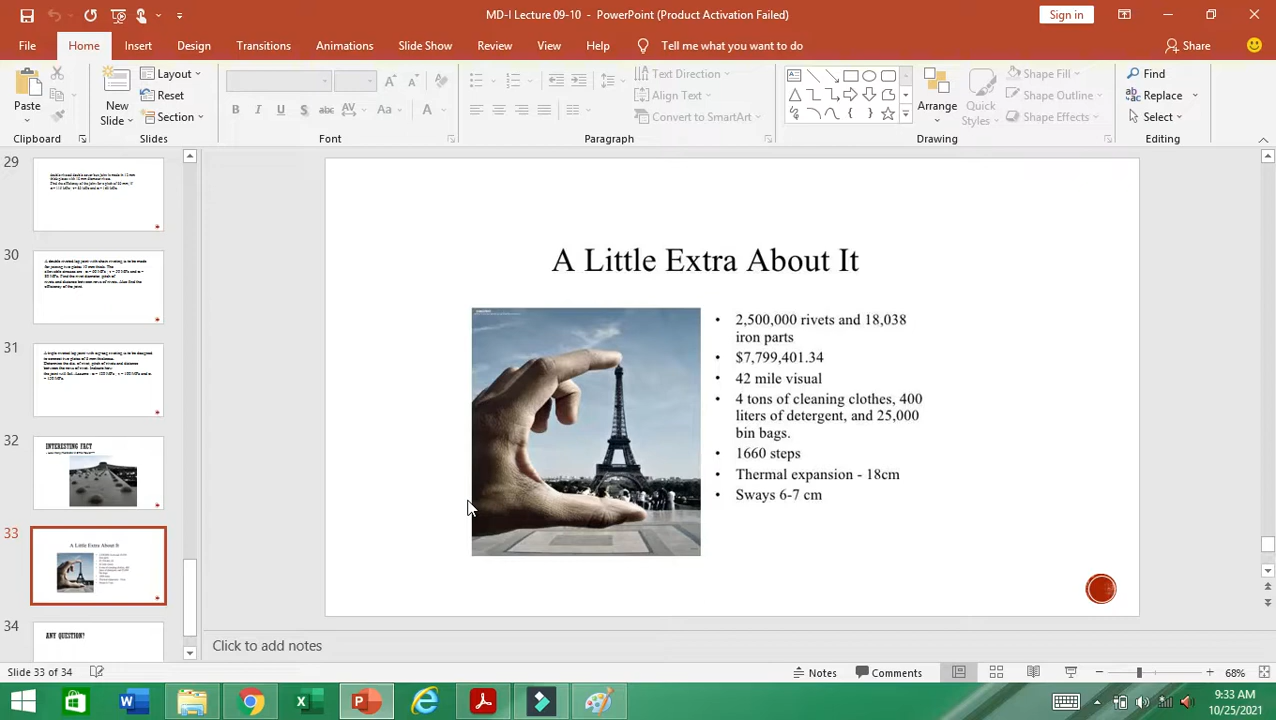 MD-I Lecture 09-10 - PowerPoint (Product Activation Failed)
Sign in
File Home Insert Design Transitions Animations Slide Show Review View Help Tell me what you want to do Share
Paste
New Slide
Layout
Reset
Section
B I U S abc AV Aa A
Text Direction
Align Text
Convert to SmartArt
Arrange
Quick Styles
Shape Fill
Shape Outline
Shape Effects
Find
Replace
Select
Clipboard Slides Font Paragraph Drawing Editing
29
30
31
32
INTERESTING FACT
33
A Little Extra About It
34
ANY QUESTION?
A Little Extra About It
• 2,500,000 rivets and 18,038
iron parts
• $7,799,401.34
• 42 mile visual
• 4 tons of cleaning clothes, 400
liters of detergent, and 25,000
bin bags.
• 1660 steps
• Thermal expansion - 18cm
• Sways 6-7 cm
Click to add notes
Slide 33 of 34 Notes Comments 68%
9:33 AM
10/25/2021